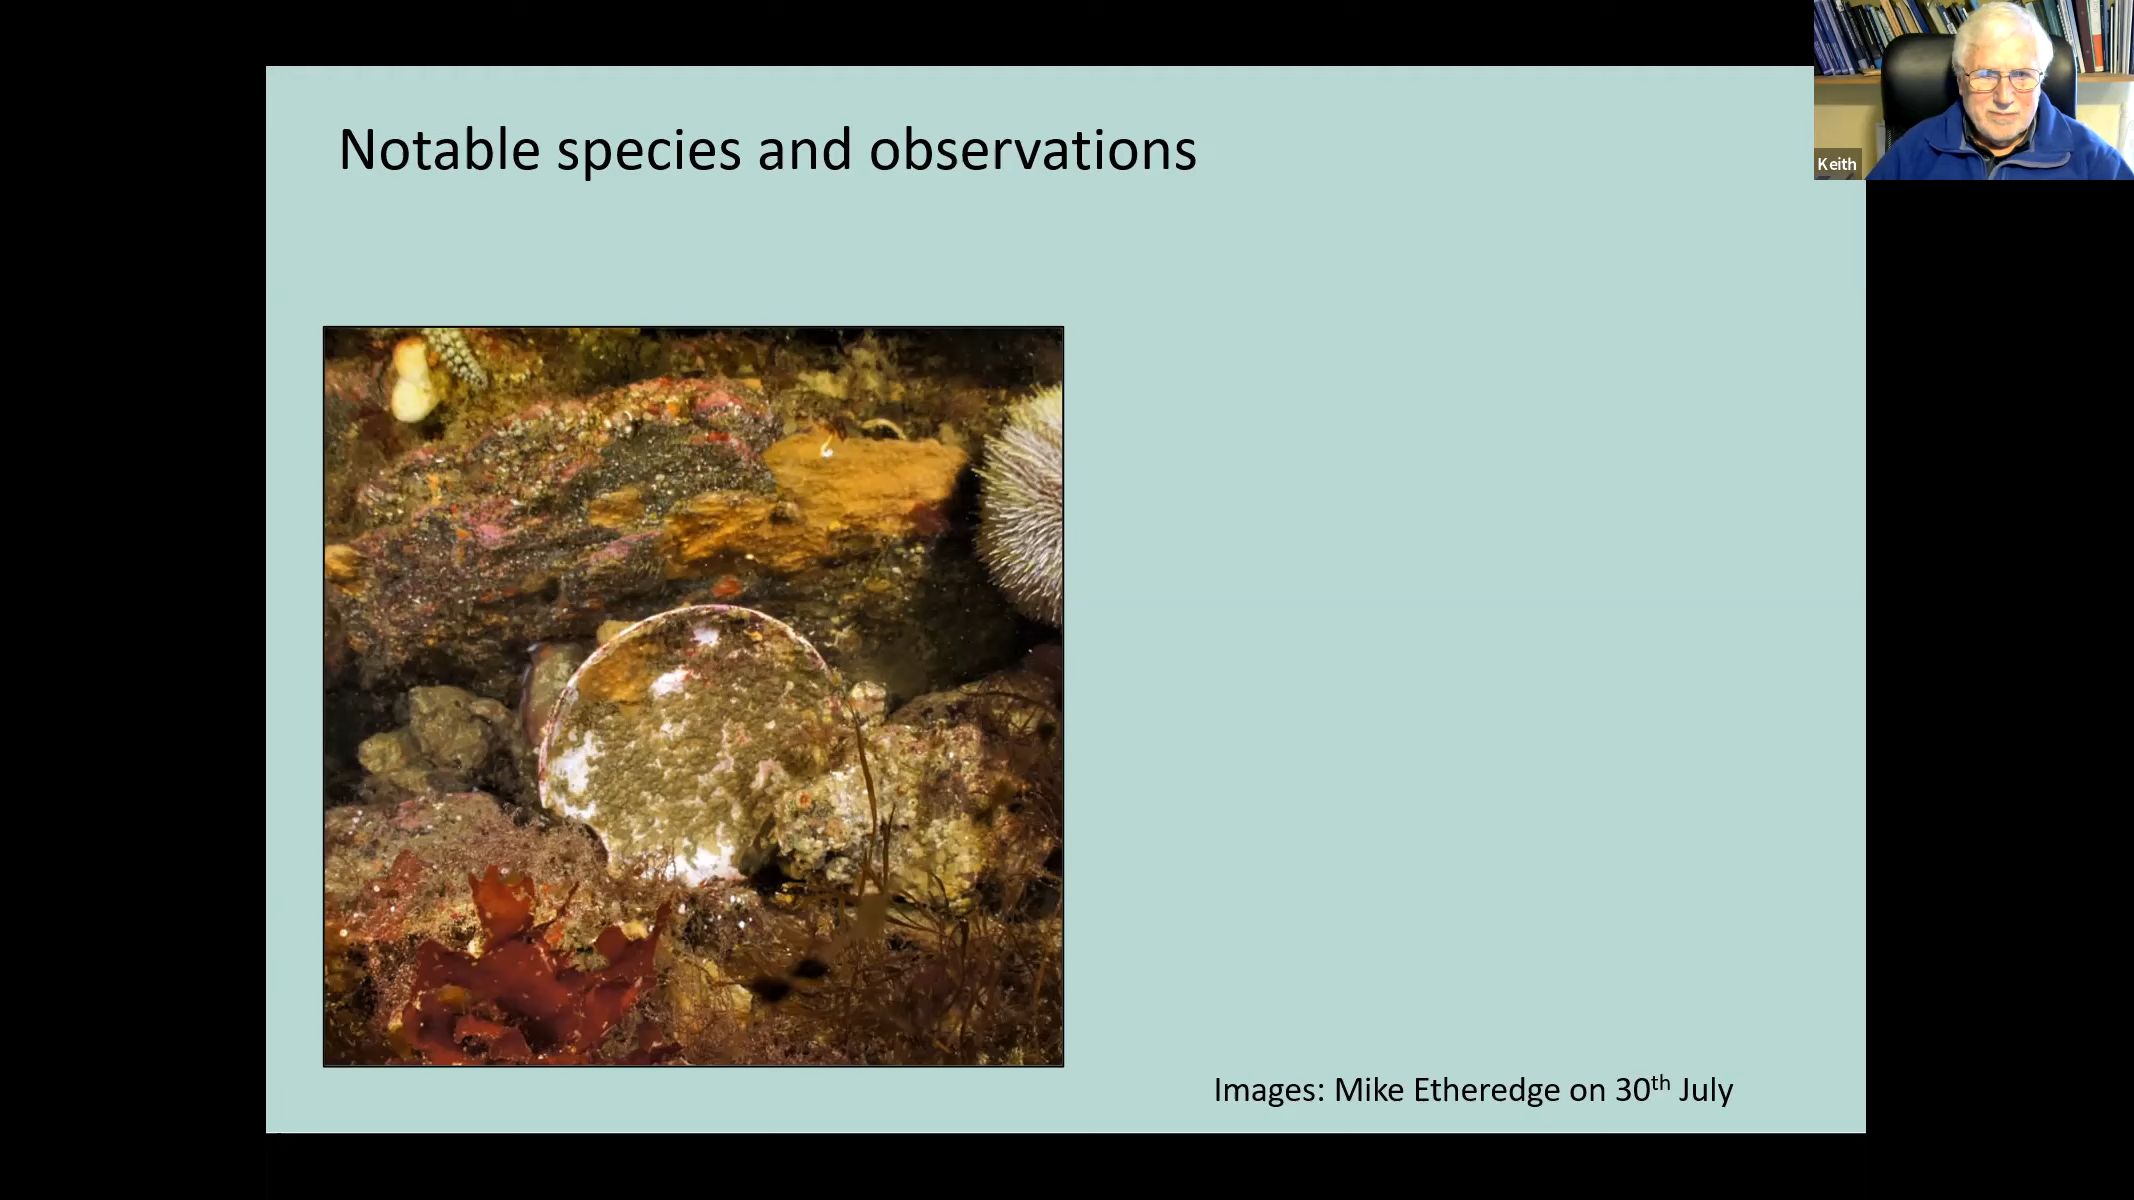 Notable species and observations
Keith
Images: Mike Etheredge on 30th July